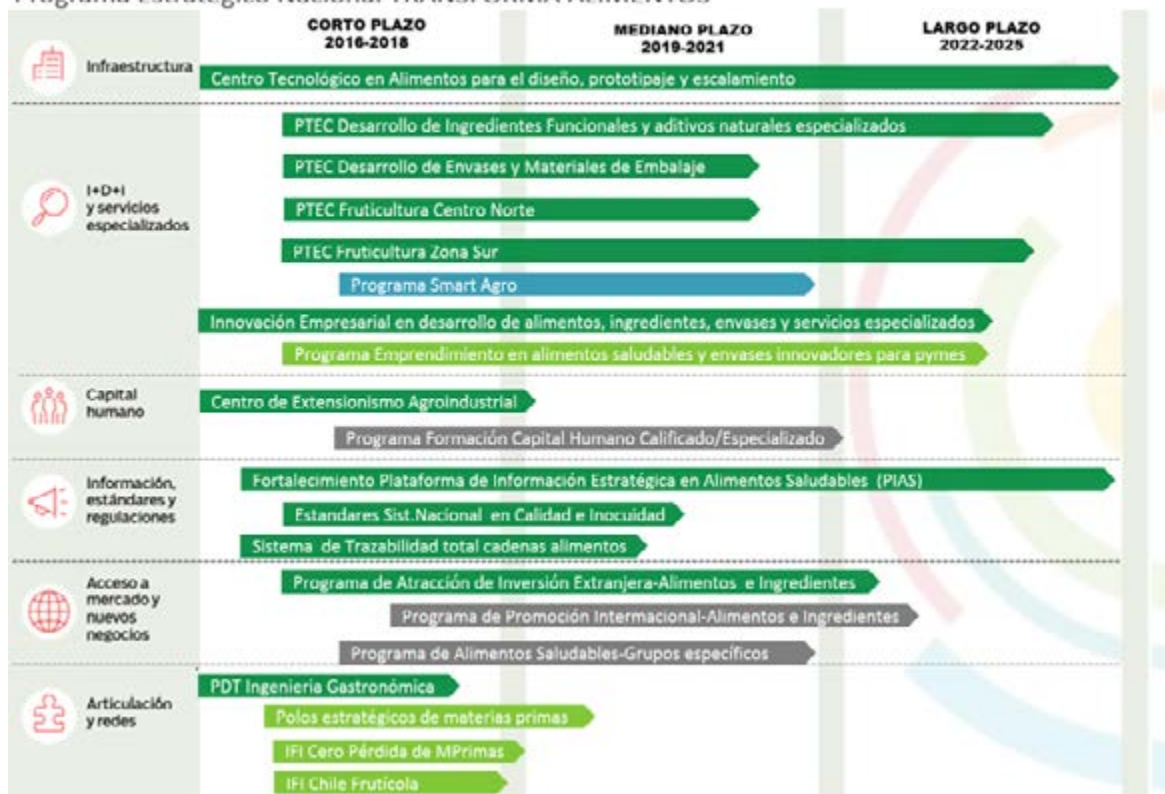 Programa Estratégico Nacional TRANSFORMA ALIMENTOS
CORTO PLAZO
2016-2018
MEDIANO PLAZO
2019-2021
LARGO PLAZO
2022-2025
Infraestructura
Centro Tecnológico en Alimentos para el diseño, prototipaje y escalamiento
I+D+I
y servicios
especializados
PTEC Desarrollo de Ingredientes Funcionales y aditivos naturales especializados
PTEC Desarrollo de Envases y Materiales de Embalaje
PTEC Fruticultura Centro Norte
PTEC Fruticultura Zona Sur
Programa Smart Agro
Innovación Empresarial en desarrollo de alimentos, ingredientes, envases y servicios especializados
Programa Emprendimiento en alimentos saludables y envases innovadores para pymes
Capital
humano
Centro de Extensionismo Agroindustrial
Programa Formación Capital Humano Calificado/Especializado
Información,
estándares y
regulaciones
Fortalecimiento Plataforma de Información Estratégica en Alimentos Saludables (PIAS)
Estandares Sist.Nacional en Calidad e Inocuidad
Sistema de Trazabilidad total cadenas alimentos
Acceso a
mercado y
nuevos
negocios
Programa de Atracción de Inversión Extranjera-Alimentos e Ingredientes
Programa de Promoción Intermacional-Alimentos e Ingredientes
Programa de Alimentos Saludables-Grupos específicos
Articulación
y redes
PDT Ingenieria Gastronómica
Polos estratégicos de materias primas
IFI Cero Pérdida de MPrimas
IFI Chile Frutícola